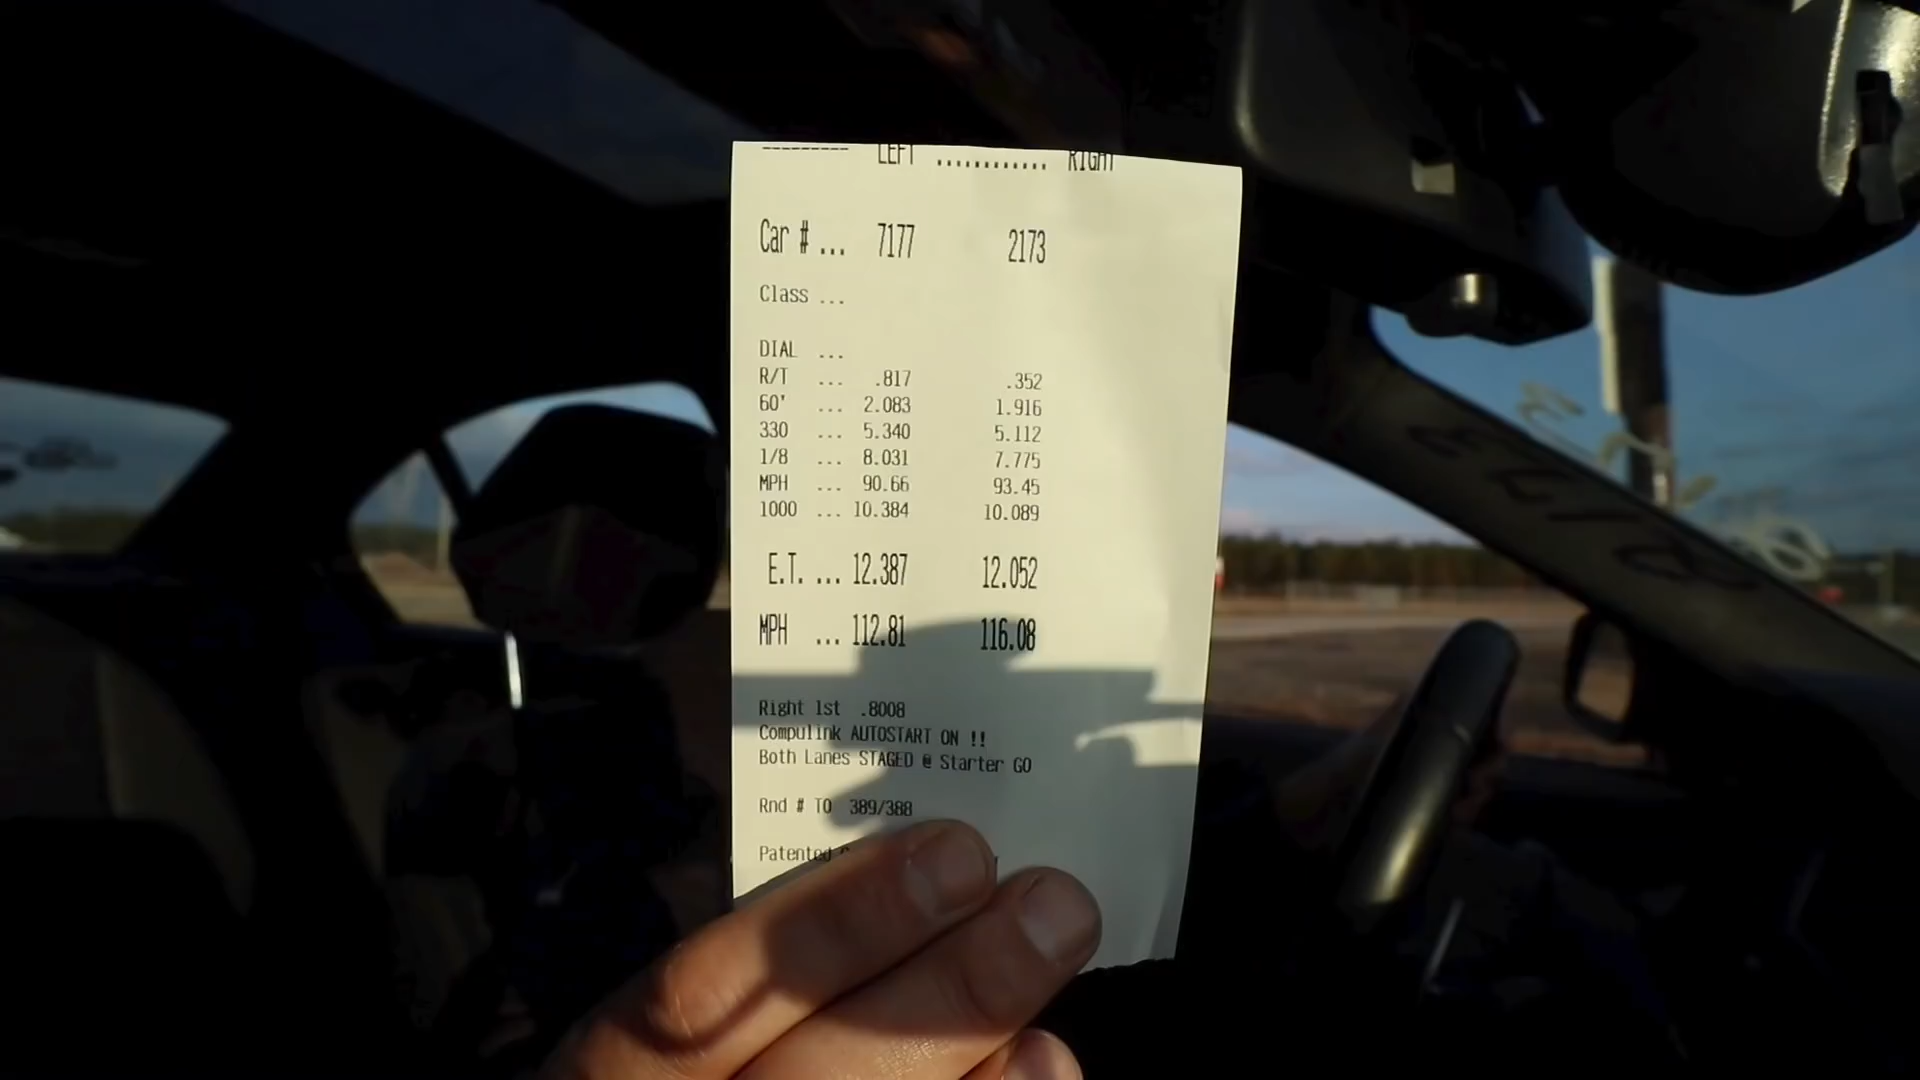 --------- LEFT ............ RIGHT
Car # ... 7177 2173
Class ...
DIAL ...
R/T ... .817 .352
60' ... 2.083 1.916
330 ... 5.340 5.112
1/8 ... 8.031 7.775
MPH ... 90.66 93.45
1000 ... 10.384 10.089
E.T. ... 12.387 12.052
MPH ... 112.81 116.08
Right 1st .8008
Compulink AUTOSTART ON !!
Both Lanes STAGED @ Starter GO
Rnd # TO 389/388
Patented